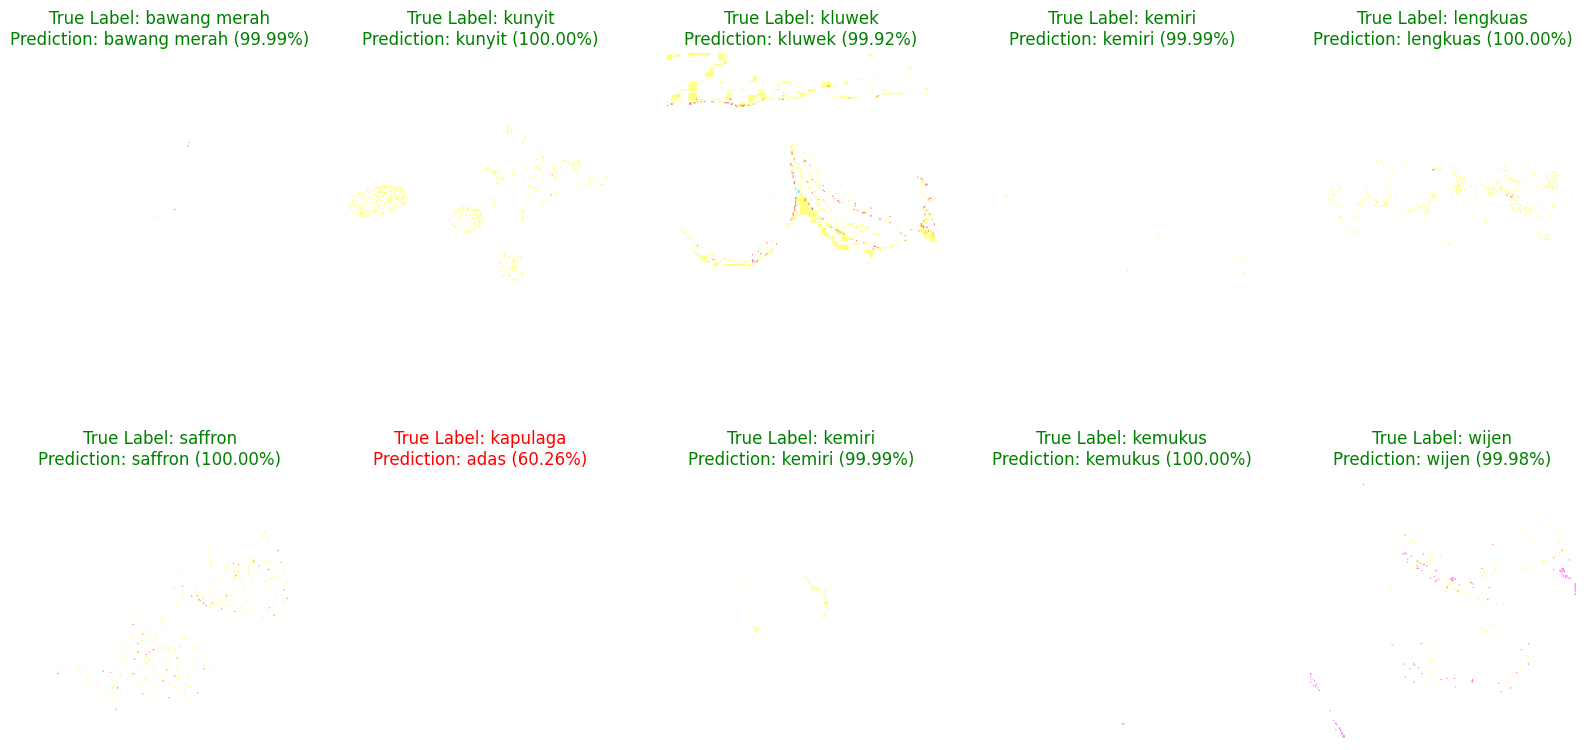 True Label: bawang merah
Prediction: bawang merah (99.99%)
True Label: kunyit
Prediction: kunyit (100.00%)
True Label: kluwek
Prediction: kluwek (99.92%)
True Label: kemiri
Prediction: kemiri (99.99%)
True Label: lengkuas
Prediction: lengkuas (100.00%)
True Label: saffron
Prediction: saffron (100.00%)
True Label: kapulaga
Prediction: adas (60.26%)
True Label: kemiri
Prediction: kemiri (99.99%)
True Label: kemukus
Prediction: kemukus (100.00%)
True Label: wijen
Prediction: wijen (99.98%)